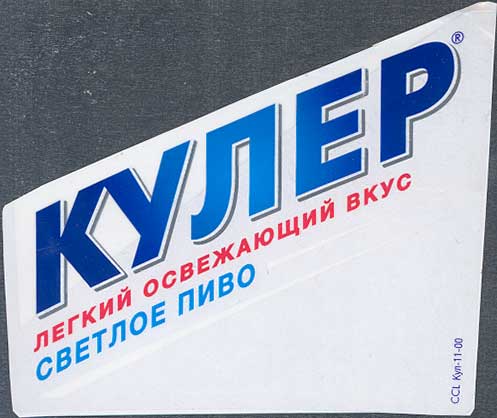 КУЛЕР®
ЛЕГКИЙ ОСВЕЖАЮЩИЙ ВКУС
СВЕТЛОЕ ПИВО
CCL Кул-11-00